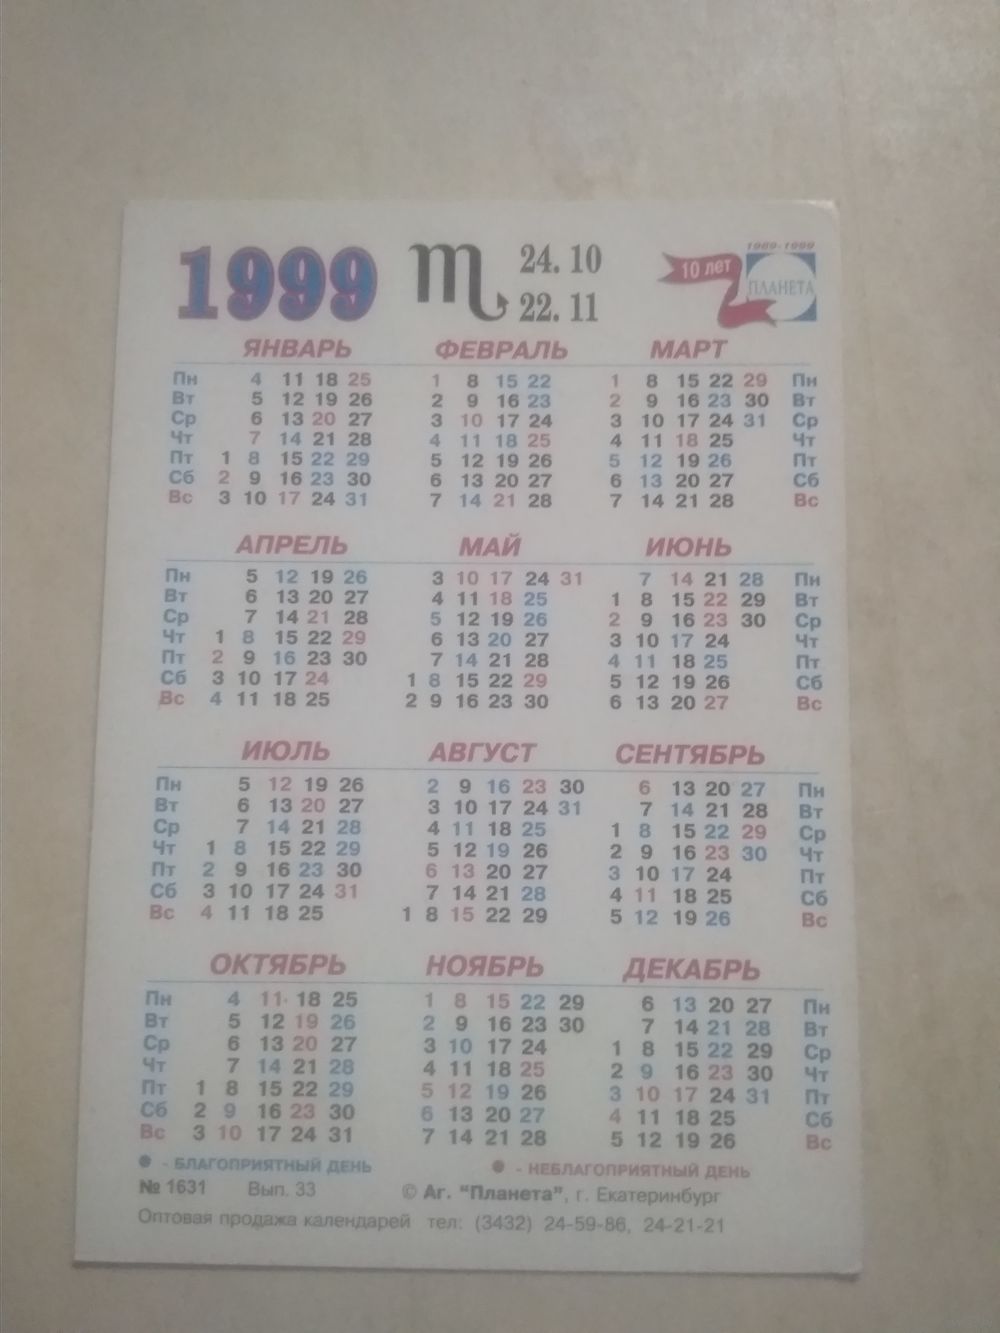 1999 24. 10 1989-1999
22. 11 10 лет ПЛАНЕТА
ЯНВАРЬ ФЕВРАЛЬ МАРТ
Пн 4 11 18 25 1 8 15 22 1 8 15 22 29 Пн
Вт 5 12 19 26 2 9 16 23 2 9 16 23 30 Вт
Ср 6 13 20 27 3 10 17 24 3 10 17 24 31 Ср
Чт 7 14 21 28 4 11 18 25 4 11 18 25 Чт
Пт 1 8 15 22 29 5 12 19 26 5 12 19 26 Пт
Сб 2 9 16 23 30 6 13 20 27 6 13 20 27 Сб
Вс 3 10 17 24 31 7 14 21 28 7 14 21 28 Вс
АПРЕЛЬ МАЙ ИЮНЬ
Пн 5 12 19 26 3 10 17 24 31 7 14 21 28 Пн
Вт 6 13 20 27 4 11 18 25 1 8 15 22 29 Вт
Ср 7 14 21 28 5 12 19 26 2 9 16 23 30 Ср
Чт 1 8 15 22 29 6 13 20 27 3 10 17 24 Чт
Пт 2 9 16 23 30 7 14 21 28 4 11 18 25 Пт
Сб 3 10 17 24 1 8 15 22 29 5 12 19 26 Сб
Вс 4 11 18 25 2 9 16 23 30 6 13 20 27 Вс
ИЮЛЬ АВГУСТ СЕНТЯБРЬ
Пн 5 12 19 26 2 9 16 23 30 6 13 20 27 Пн
Вт 6 13 20 27 3 10 17 24 31 7 14 21 28 Вт
Ср 7 14 21 28 4 11 18 25 1 8 15 22 29 Ср
Чт 1 8 15 22 29 5 12 19 26 2 9 16 23 30 Чт
Пт 2 9 16 23 30 6 13 20 27 3 10 17 24 Пт
Сб 3 10 17 24 31 7 14 21 28 4 11 18 25 Сб
Вс 4 11 18 25 1 8 15 22 29 5 12 19 26 Вс
ОКТЯБРЬ НОЯБРЬ ДЕКАБРЬ
Пн 4 11 18 25 1 8 15 22 29 6 13 20 27 Пн
Вт 5 12 19 26 2 9 16 23 30 7 14 21 28 Вт
Ср 6 13 20 27 3 10 17 24 1 8 15 22 29 Ср
Чт 7 14 21 28 4 11 18 25 2 9 16 23 30 Чт
Пт 1 8 15 22 29 5 12 19 26 3 10 17 24 31 Пт
Сб 2 9 16 23 30 6 13 20 27 4 11 18 25 Сб
Вс 3 10 17 24 31 7 14 21 28 5 12 19 26 Вс
- БЛАГОПРИЯТНЫЙ ДЕНЬ - НЕБЛАГОПРИЯТНЫЙ ДЕНЬ
№ 1631 Вып. 33 © Аг. "Планета", г. Екатеринбург
Оптовая продажа календарей тел: (3432) 24-59-86, 24-21-21